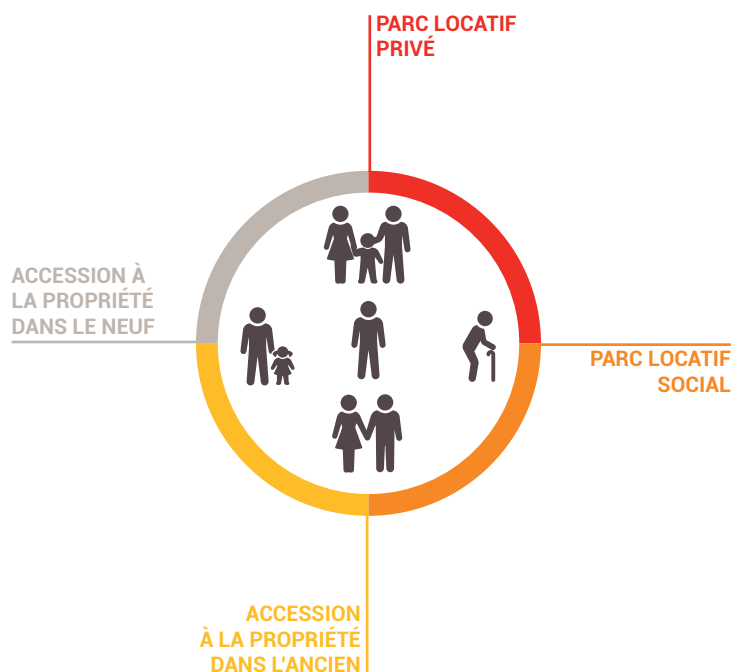 PARC LOCATIF
PRIVÉ
ACCESSION À
LA PROPRIÉTÉ
DANS LE NEUF
PARC LOCATIF
SOCIAL
ACCESSION
À LA PROPRIÉTÉ
DANS L'ANCIEN